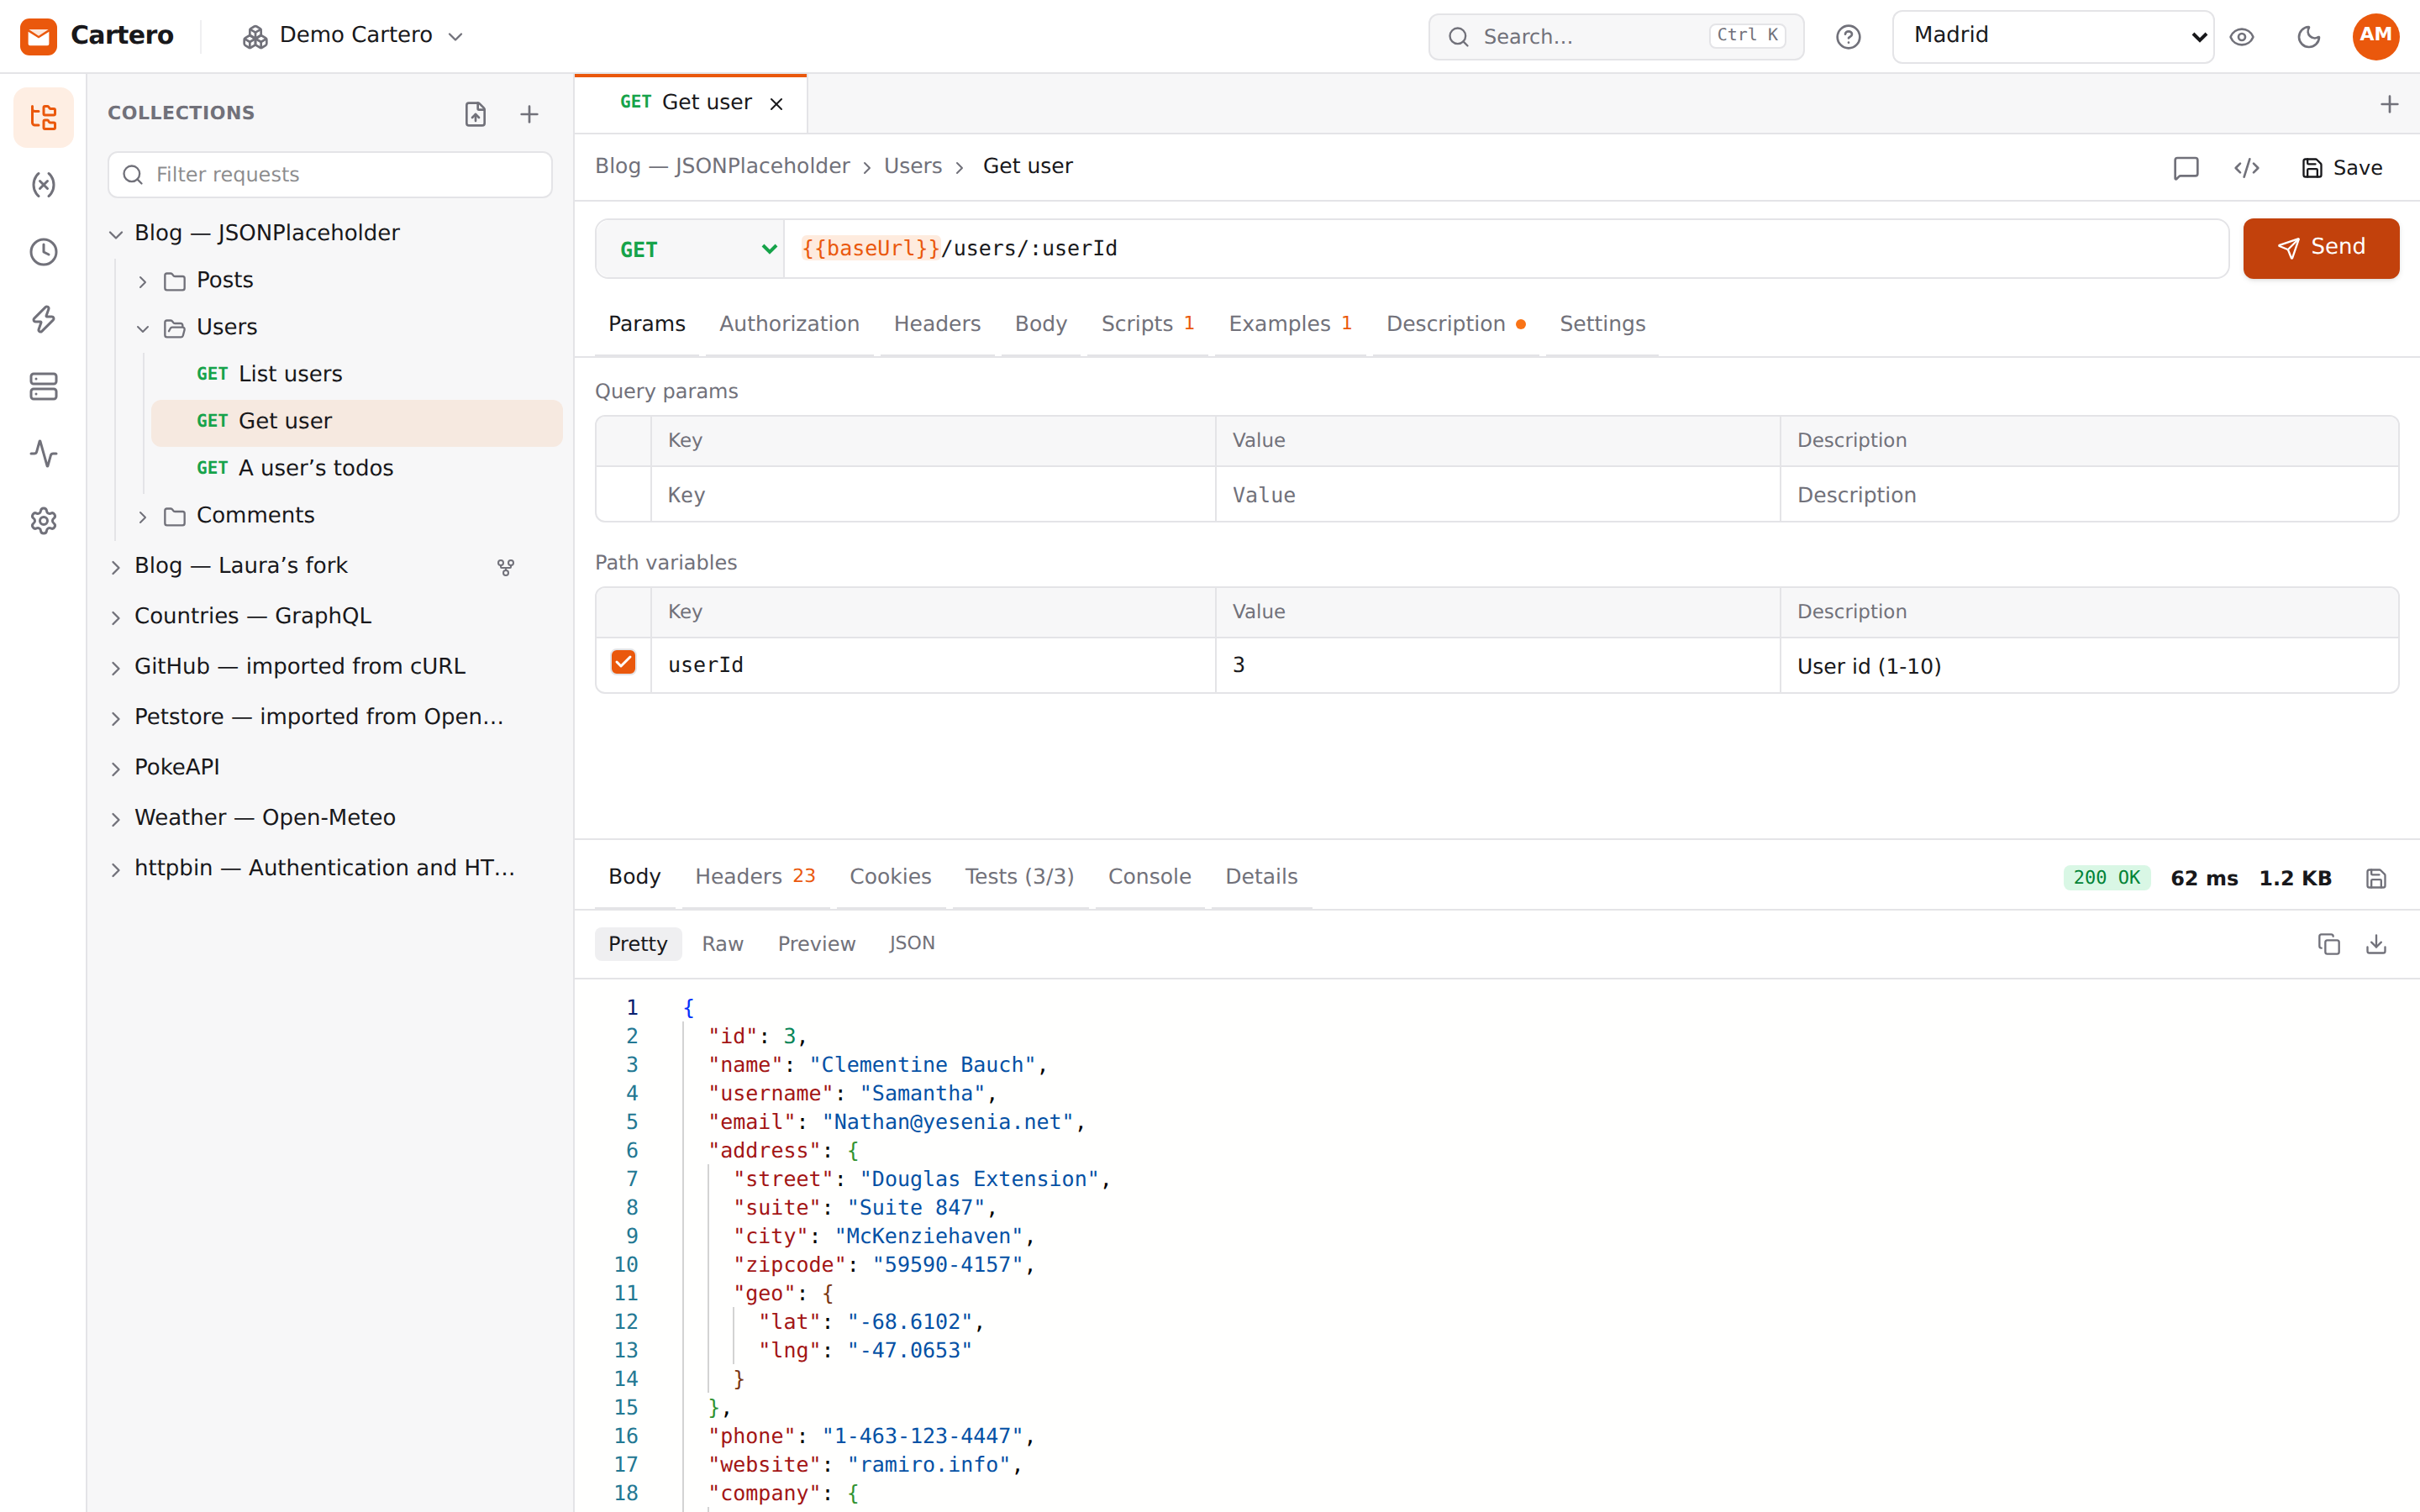 Cartero
Demo Cartero
Search...
Ctrl K
Madrid
AM
COLLECTIONS
Filter requests
Blog — JSONPlaceholder
Posts
Users
GET List users
GET Get user
GET A user’s todos
Comments
Blog — Laura’s fork
Countries — GraphQL
GitHub — imported from cURL
Petstore — imported from Open…
PokeAPI
Weather — Open-Meteo
httpbin — Authentication and HT…
GET Get user
Blog — JSONPlaceholder > Users > Get user
Save
GET
{{baseUrl}}/users/:userId
Send
Params Authorization Headers Body Scripts 1 Examples 1 Description Settings
Query params
Key Value Description
Key Value Description
Path variables
Key Value Description
userId 3 User id (1-10)
Body Headers 23 Cookies Tests (3/3) Console Details
200 OK 62 ms 1.2 KB
Pretty Raw Preview JSON
1 {
2 "id": 3,
3 "name": "Clementine Bauch",
4 "username": "Samantha",
5 "email": "Nathan@yesenia.net",
6 "address": {
7 "street": "Douglas Extension",
8 "suite": "Suite 847",
9 "city": "McKenziehaven",
10 "zipcode": "59590-4157",
11 "geo": {
12 "lat": "-68.6102",
13 "lng": "-47.0653"
14 }
15 },
16 "phone": "1-463-123-4447",
17 "website": "ramiro.info",
18 "company": {